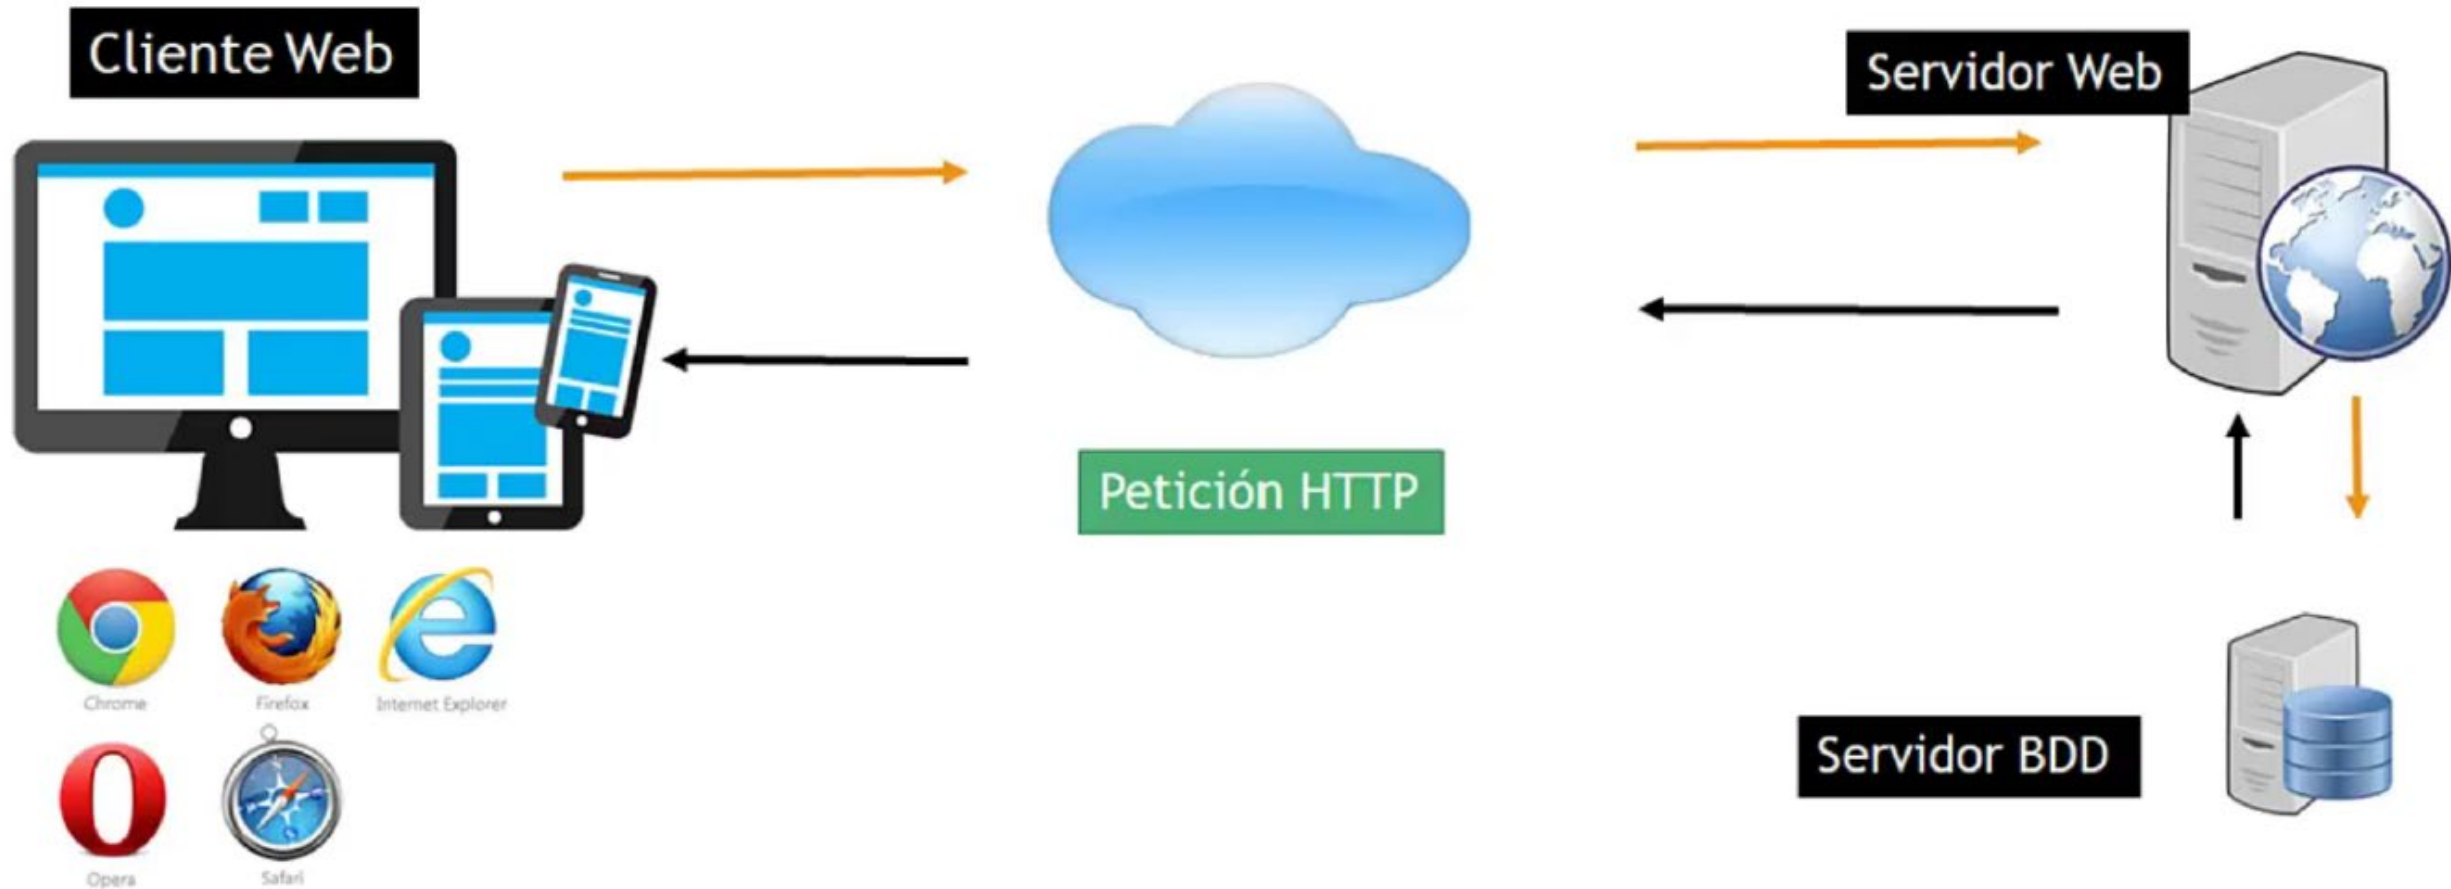 Cliente Web
Servidor Web
Petición HTTP
Chrome
Firefox
Internet Explorer
Opera
Safari
Servidor BDD